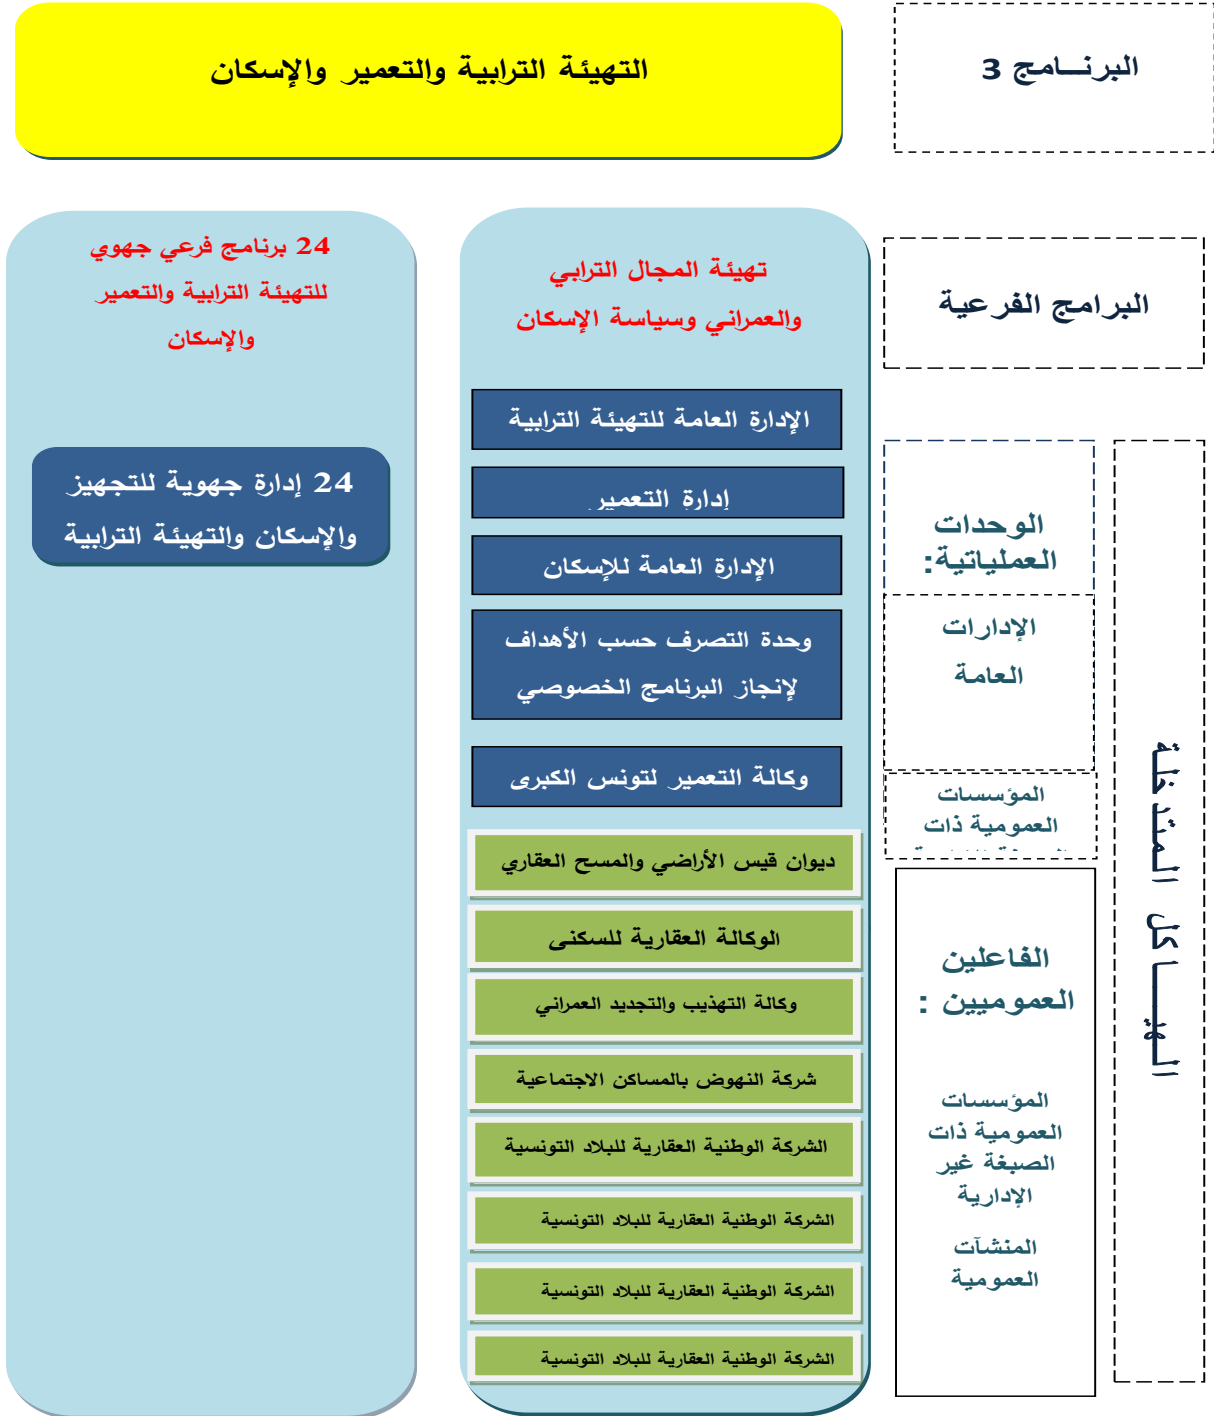 البرنــامج 3
التهيئة الترابية والتعمير والإسكان
البرامج الفرعية
تهيئة المجال الترابي
والعمراني وسياسة الإسكان
24 برنامج فرعي جهوي
للتهيئة الترابية والتعمير
والإسكان
الهيـــاكل المتدخلة
الوحدات
العملياتية:
الإدارات
العامة
الإدارة العامة للتهيئة الترابية
إدارة التعمير
الإدارة العامة للإسكان
وحدة التصرف حسب الأهداف
لإنجاز البرنامج الخصوصي
24 إدارة جهوية للتجهيز
والإسكان والتهيئة الترابية
المؤسسات
العمومية ذات
وكالة التعمير لتونس الكبرى
الفاعلين
العموميين :
المؤسسات
العمومية ذات
الصبغة غير
الإدارية
المنشآت
العمومية
ديوان قيس الأراضي والمسح العقاري
الوكالة العقارية للسكنى
وكالة التهذيب والتجديد العمراني
شركة النهوض بالمساكن الاجتماعية
الشركة الوطنية العقارية للبلاد التونسية
الشركة الوطنية العقارية للبلاد التونسية
الشركة الوطنية العقارية للبلاد التونسية
الشركة الوطنية العقارية للبلاد التونسية